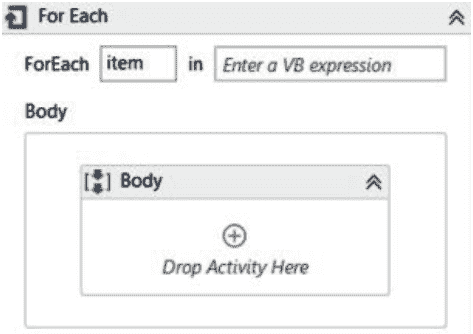 For Each
ForEach item in Enter a VB expression
Body
Body
Drop Activity Here